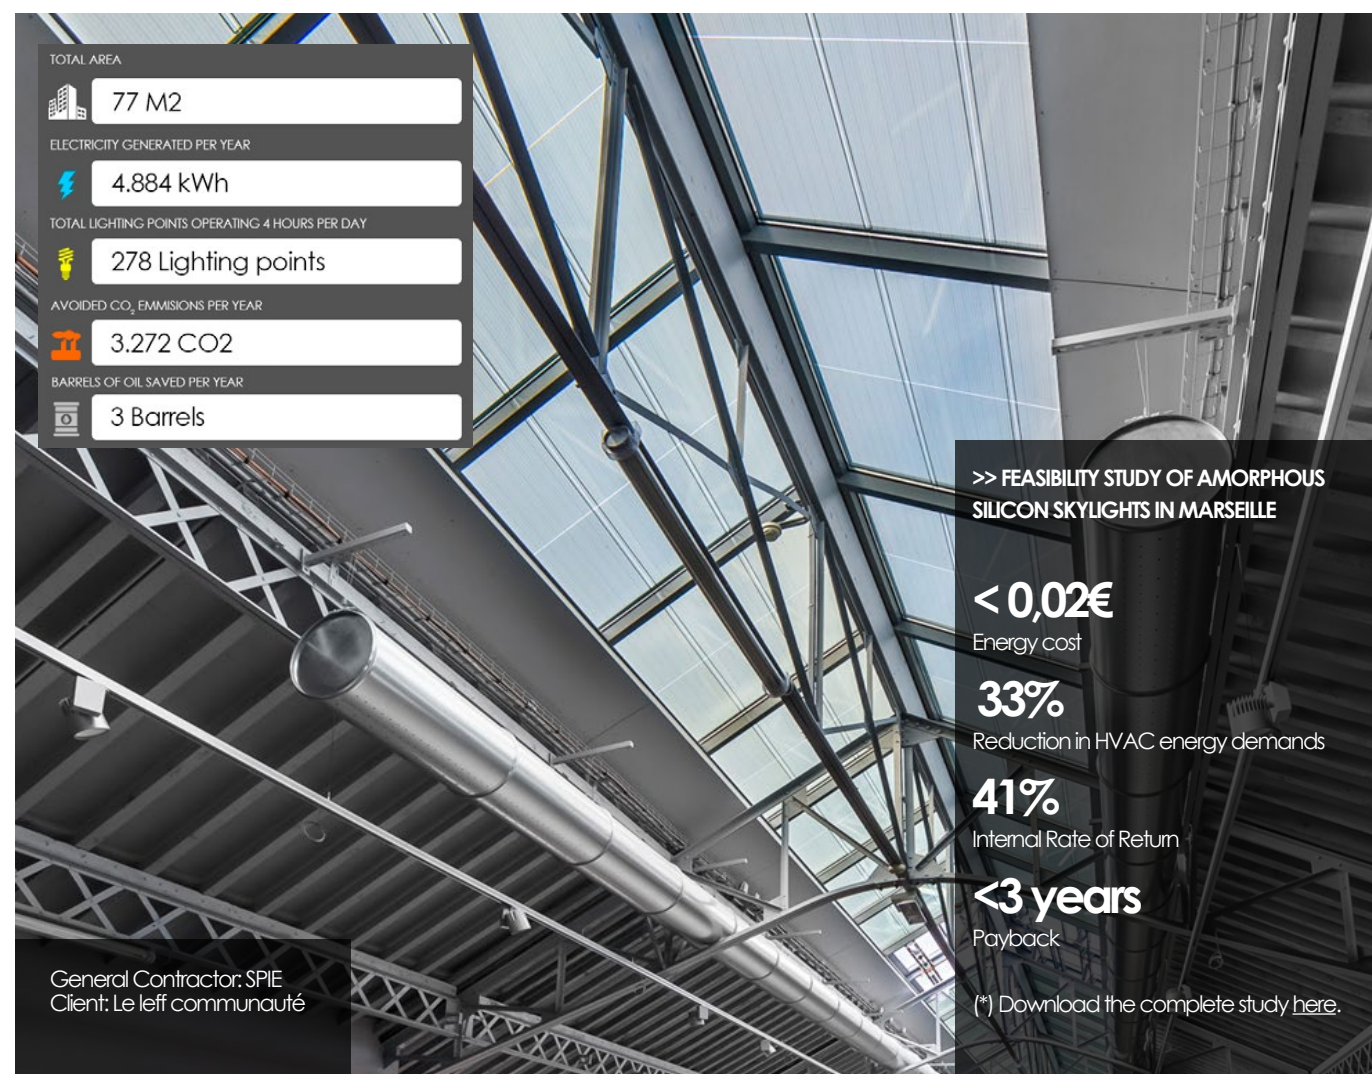 TOTAL AREA
77 M2
ELECTRICITY GENERATED PER YEAR
4.884 kWh
TOTAL LIGHTING POINTS OPERATING 4 HOURS PER DAY
278 Lighting points
AVOIDED CO₂ EMMISIONS PER YEAR
3.272 CO2
BARRELS OF OIL SAVED PER YEAR
3 Barrels
>> FEASIBILITY STUDY OF AMORPHOUS
SILICON SKYLIGHTS IN MARSEILLE
< 0,02€
Energy cost
33%
Reduction in HVAC energy demands
41%
Internal Rate of Return
<3 years
Payback
(*) Download the complete study here.
General Contractor: SPIE
Client: Le leff communauté